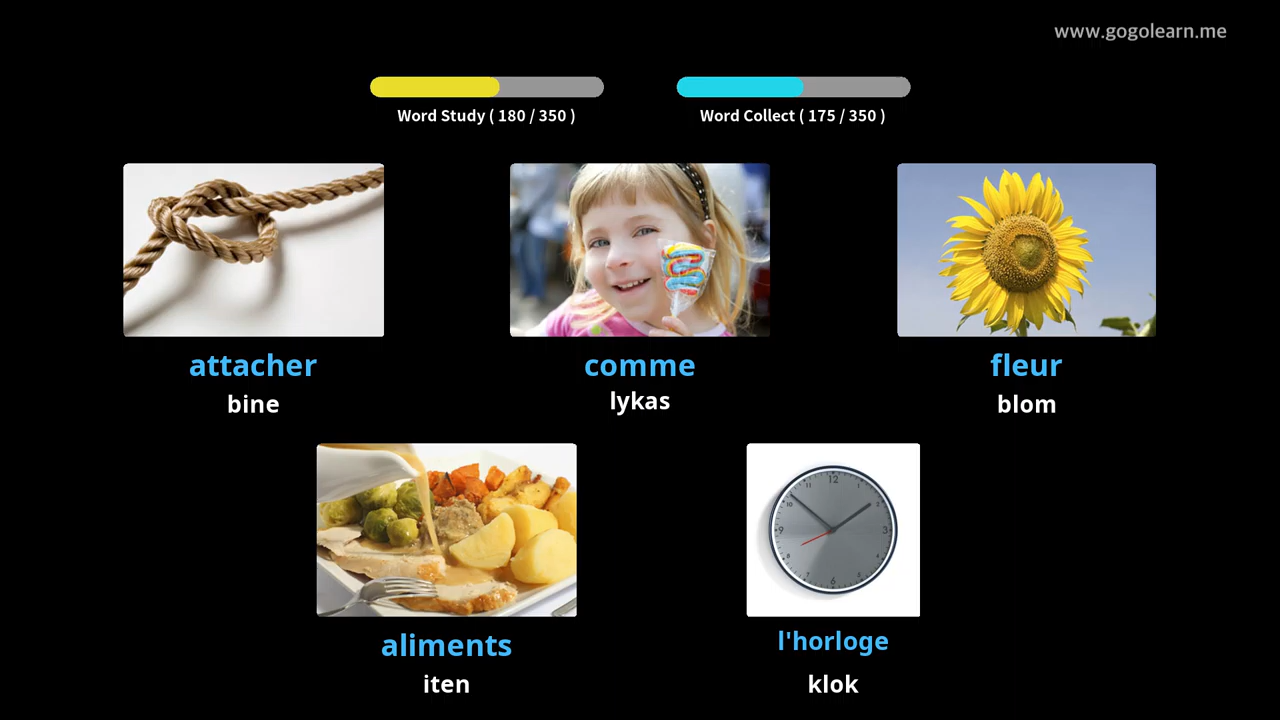 www.gogolearn.me
Word Study ( 180 / 350 )
Word Collect ( 175 / 350 )
attacher
bine
comme
lykas
fleur
blom
aliments
iten
l'horloge
klok